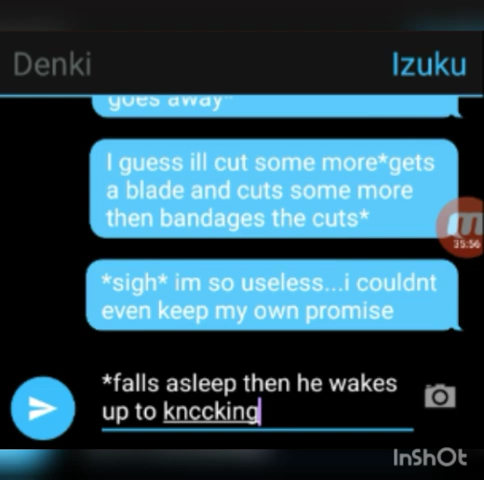 Denki
Izuku
goes away*
I guess ill cut some more*gets
a blade and cuts some more
then bandages the cuts*
35:56
*sigh* im so useless...i couldnt
even keep my own promise
*falls asleep then he wakes
up to knccking
InShOt